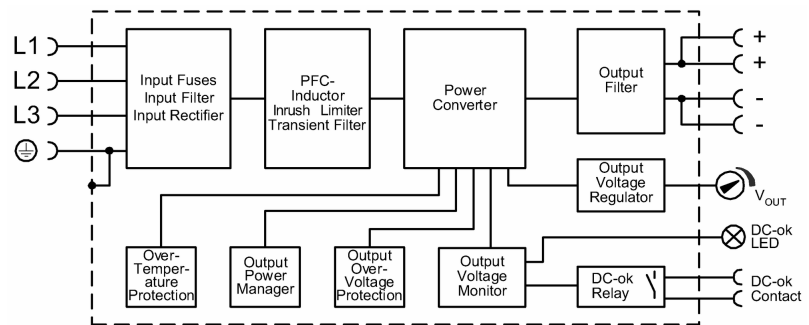 L1
L2
L3
Input Fuses
Input Filter
Input Rectifier
PFC-
Inductor
Inrush Limiter
Transient Filter
Power
Converter
Output
Filter
+
+
-
-
Output
Voltage
Regulator
VOUT
Over-
Temper-
ature
Protection
Output
Power
Manager
Output
Over-
Voltage
Protection
Output
Voltage
Monitor
DC-ok
LED
DC-ok
Relay
DC-ok
Contact